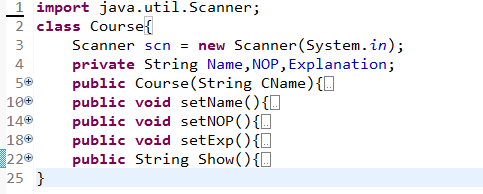 1 import java.util.Scanner;
2 class Course{
3 Scanner scn = new Scanner(System.in);
4 private String Name,NOP,Explanation;
5 public Course(String CName){
10 public void setName(){
14 public void setNOP(){
18 public void setExp(){
22 public String Show(){
25 }